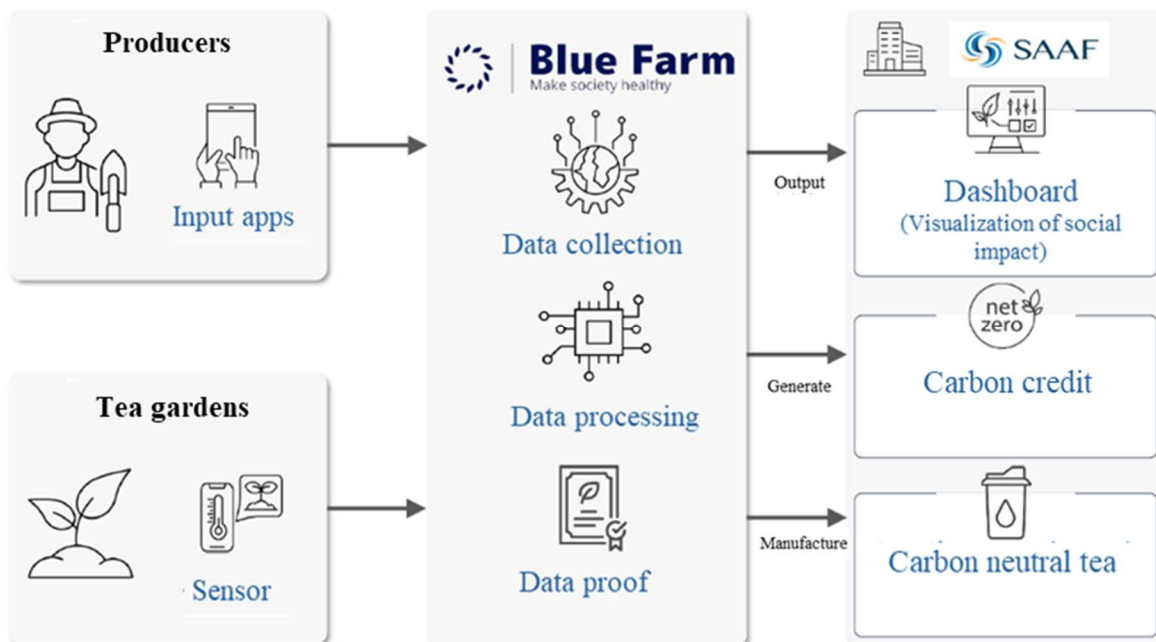 Producers
Input apps
Tea gardens
Sensor
Blue Farm
Make society healthy
Data collection
Data processing
Data proof
Output
Generate
Manufacture
SAAF
Dashboard
(Visualization of social
impact)
net
zero
Carbon credit
Carbon neutral tea